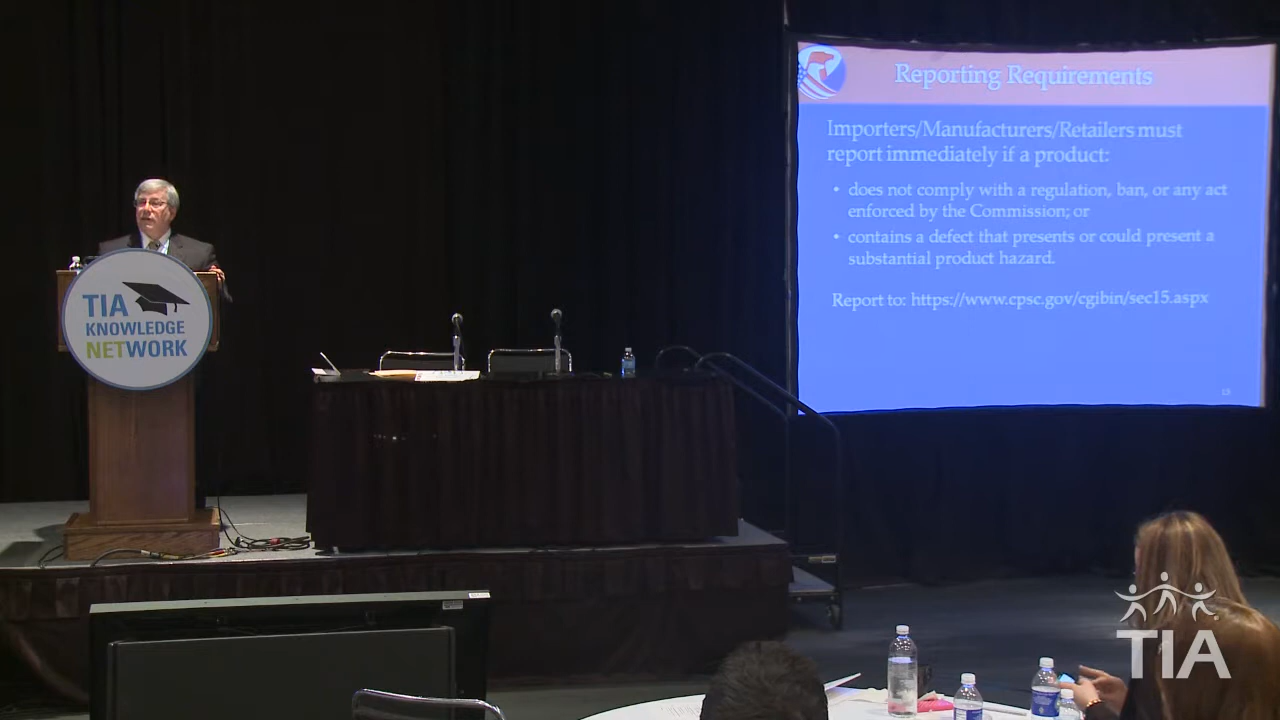 Reporting Requirements
Importers/Manufacturers/Retailers must
report immediately if a product:
• does not comply with a regulation, ban, or any act
enforced by the Commission; or
• contains a defect that presents or could present a
substantial product hazard.
Report to: https://www.cpsc.gov/cgibin/sec15.aspx
19
TIA
KNOWLEDGE
NETWORK
TIA